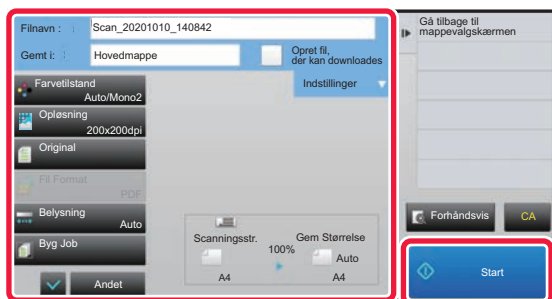 Filnavn :
Scan_20201010_140842
Gemt i:
Hovedmappe
Opret fil,
der kan downloades
Indstillinger
Farvetilstand
Auto/Mono2
Opløsning
200x200dpi
Original
Fil Format
PDF
Belysning
Auto
Byg Job
Andet
Scanningsstr.
A4
100%
Gem Størrelse
Auto
A4
Gå tilbage til
mappevalgskærmen
Forhåndsvis
CA
Start